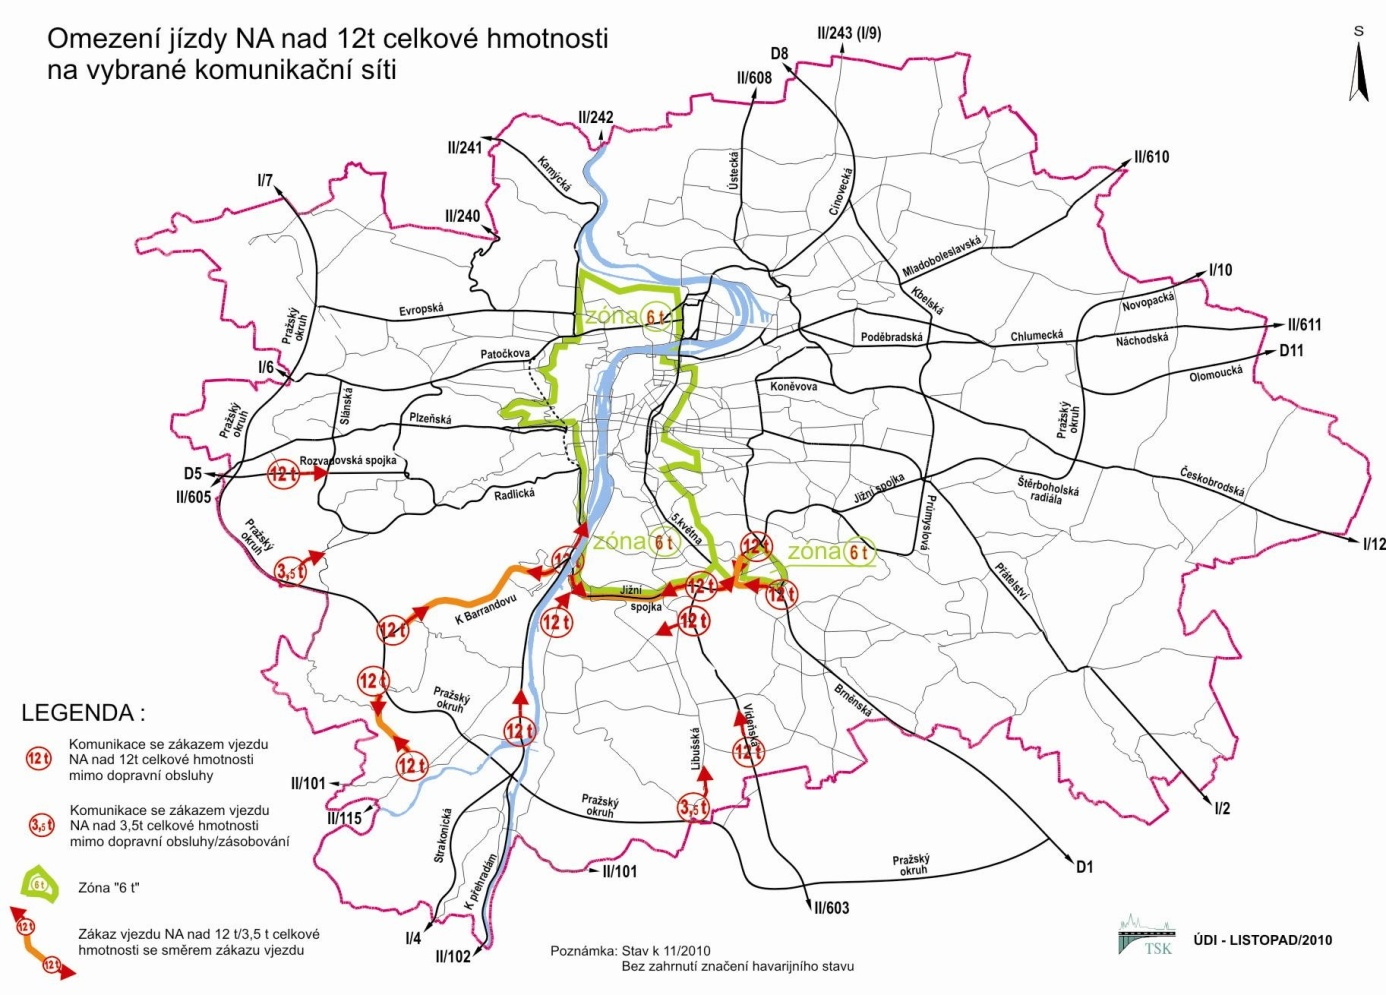 Omezení jízdy NA nad 12t celkové hmotnosti
na vybrané komunikační síti
S
II/243 (I/9)
D8
II/608
II/242
II/241
Kamýcká
Ústecká
Cínovecká
II/610
I/7
II/240
Mladoboleslavská
I/10
Kbelská
Novopacká
Evropská
Pražský
okruh
zóna 6 t
Poděbradská
Chlumecká
Náchodská
II/611
D11
Patočkova
Olomoucká
I/6
Koněvova
Slánská
Pražský
okruh
Plzeňská
Pražský
okruh
Rozvadovská spojka
D5
12 t
II/605
Radlická
Jižní spojka
Štěrboholská
radiála
Českobrodská
Průmyslová
5.května
Pražský
okruh
zóna 6 t
12 t
zóna 6 t
I/12
12 t
3,5 t
Přátelství
K Barrandovu
Jižní
spojka
12 t
12 t
12 t
12 t
12 t
12 t
Pražský
okruh
Brněnská
12 t
Vídeňská
12 t
Libušská
12 t
II/101
3,5 t
Pražský
okruh
II/115
I/2
Strakonická
K přehradám
Pražský
okruh
D1
II/101
II/603
I/4
II/102
LEGENDA :
12 t
Komunikace se zákazem vjezdu
NA nad 12t celkové hmotnosti
mimo dopravní obsluhy
3,5 t
Komunikace se zákazem vjezdu
NA nad 3,5t celkové hmotnosti
mimo dopravní obsluhy/zásobování
6 t
Zóna "6 t"
12 t
12 t
Zákaz vjezdu NA nad 12 t/3,5 t celkové
hmotnosti se směrem zákazu vjezdu
Poznámka: Stav k 11/2010
Bez zahrnutí značení havarijního stavu
TSK
ÚDI - LISTOPAD/2010